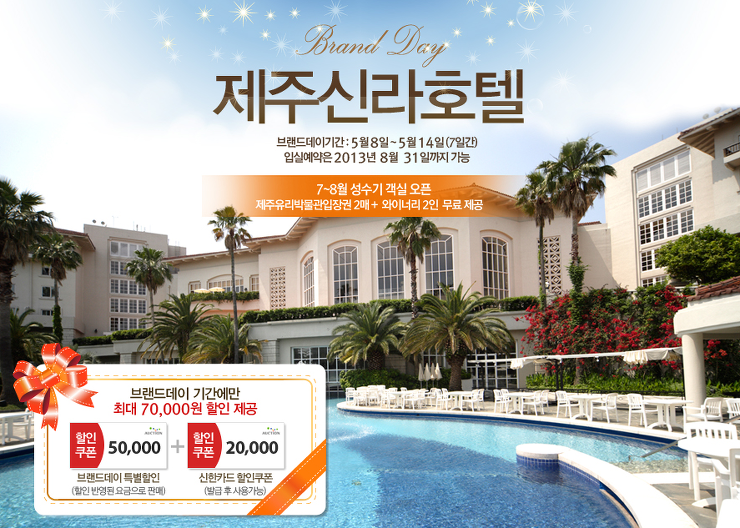 Brand Day
제주신라호텔
브랜드데이기간 : 5월 8일 ~ 5월 14일 (7일간)
입실예약은 2013년 8월 31일까지 가능
7~8월 성수기 객실 오픈
제주유리박물관입장권 2매 + 와이너리 2인 무료 제공
브랜드데이 기간에만
최대 70,000원 할인 제공
할인쿠폰 50,000 AUCTION + 할인쿠폰 20,000 AUCTION
브랜드데이 특별할인 신한카드 할인쿠폰
(할인 반영된 요금으로 판매) (발급 후 사용가능)